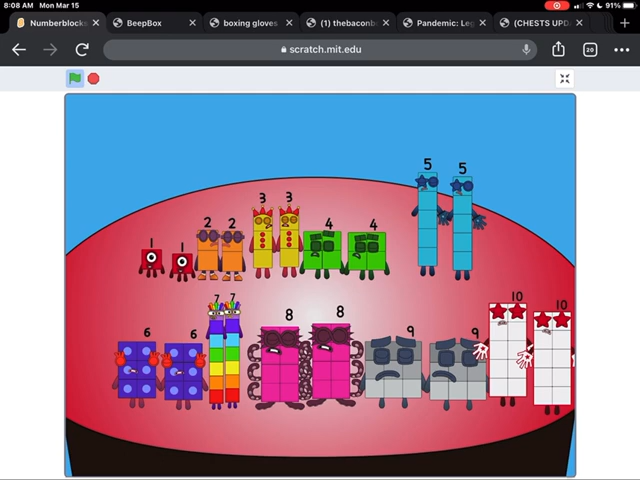 8:08 AM Mon Mar 15
91%
Numberblocks
BeepBox
boxing gloves
(1) thebaconb
Pandemic: Leg
(CHESTS UPD
scratch.mit.edu
20
5 5
3 3
2 2 4 4
1 1
10 10
7 7
8 8
6 6 9 9